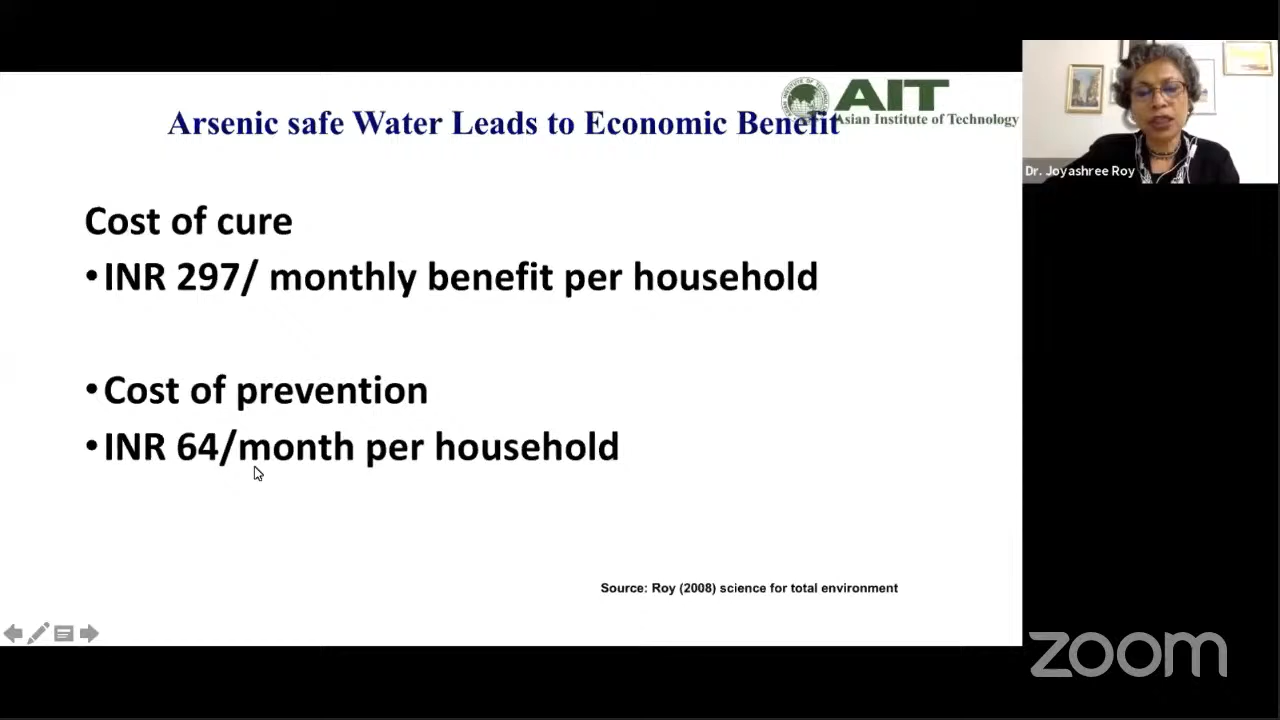 AIT
Asian Institute of Technology
Arsenic safe Water Leads to Economic Benefit
Dr. Joyashree Roy
Cost of cure
•INR 297/ monthly benefit per household
•Cost of prevention
•INR 64/month per household
Source: Roy (2008) science for total environment
zoom